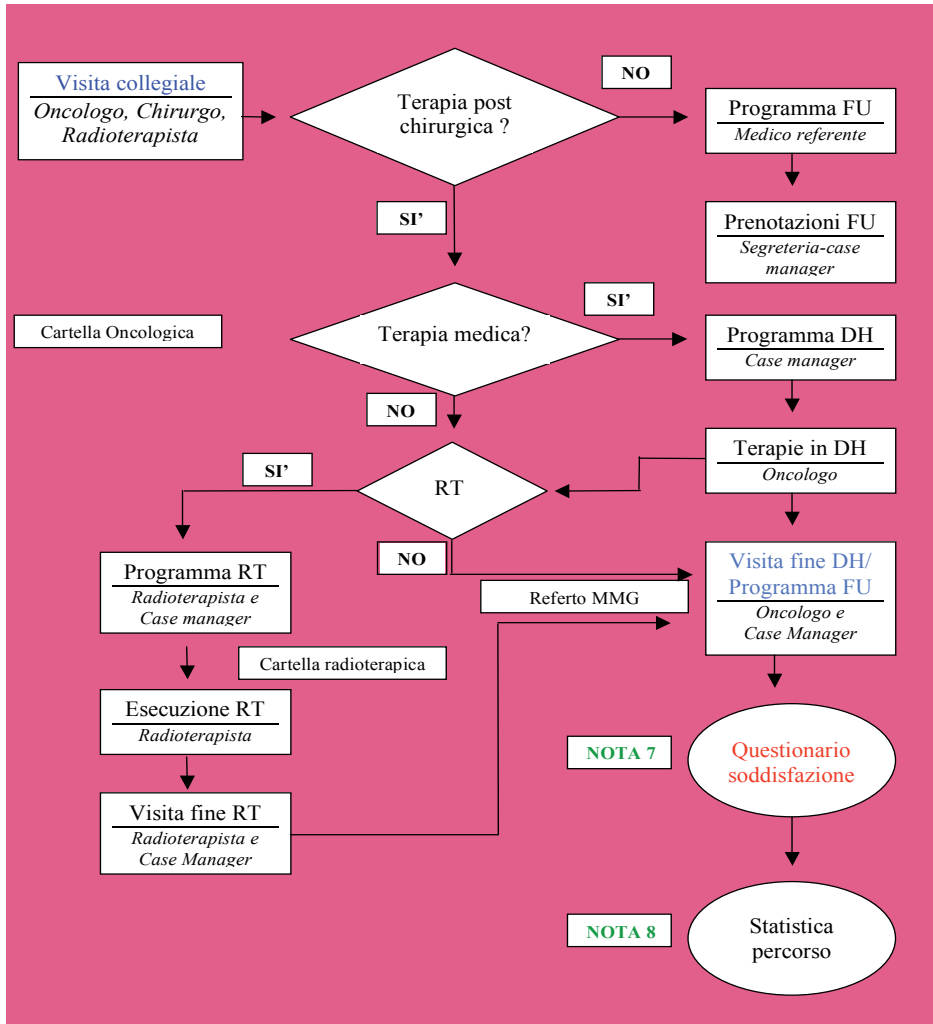 Visita collegiale
Oncologo, Chirurgo,
Radioterapista
Terapia post
chirurgica ?
NO
Programma FU
Medico referente
SI’
Prenotazioni FU
Segreteria-case
manager
Cartella Oncologica
Terapia medica?
SI’
Programma DH
Case manager
NO
Terapie in DH
Oncologo
SI’
RT
NO
Visita fine DH/
Programma FU
Oncologo e
Case Manager
Programma RT
Radioterapista e
Case manager
Referto MMG
Cartella radioterapica
Esecuzione RT
Radioterapista
NOTA 7
Questionario
soddisfazione
Visita fine RT
Radioterapista e
Case Manager
NOTA 8
Statistica
percorso